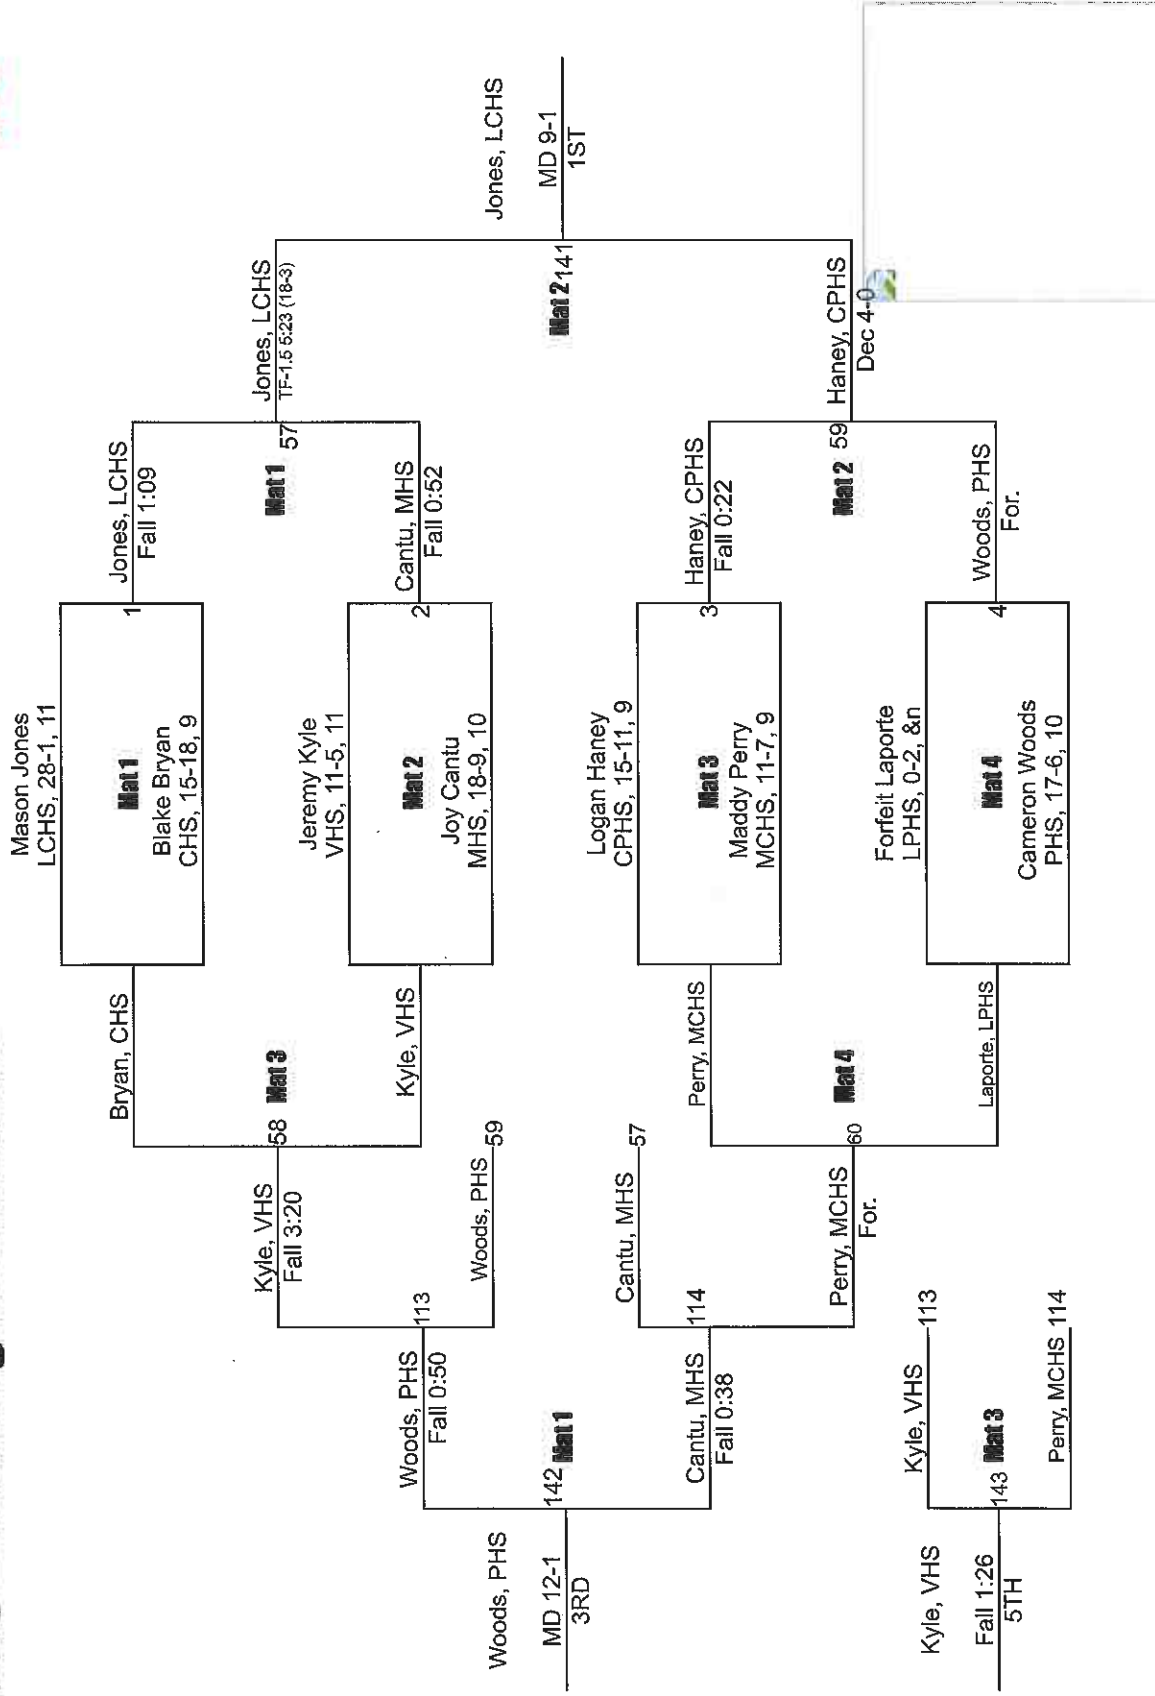 Mason Jones
LCHS, 28-1, 11
Mat 1
1
Blake Bryan
CHS, 15-18, 9
Jeremy Kyle
VHS, 11-5, 11
Mat 2
2
Joy Cantu
MHS, 18-9, 10
Logan Haney
CPHS, 15-11, 9
Mat 3
3
Maddy Perry
MCHS, 11-7, 9
Forfeit Laporte
LPHS, 0-2, &n
Mat 4
4
Cameron Woods
PHS, 17-6, 10
Jones, LCHS
Fall 1:09
Mat 1 57
Cantu, MHS
Fall 0:52
Haney, CPHS
Fall 0:22
Mat 2 59
Woods, PHS
For.
Jones, LCHS
TF-1.5 5:23 (18-3)
Mat 2 141
Haney, CPHS
Dec 4-0
Jones, LCHS
MD 9-1
1ST
Bryan, CHS
58 Mat 3
Kyle, VHS
Perry, MCHS
60 Mat 4
Laporte, LPHS
Kyle, VHS
Fall 3:20
113
Woods, PHS 59
Cantu, MHS 57
114
Perry, MCHS
For.
Woods, PHS
Fall 0:50
142 Mat 1
Cantu, MHS
Fall 0:38
Woods, PHS
MD 12-1
3RD
Kyle, VHS 113
143 Mat 3
Perry, MCHS 114
Kyle, VHS
Fall 1:26
5TH